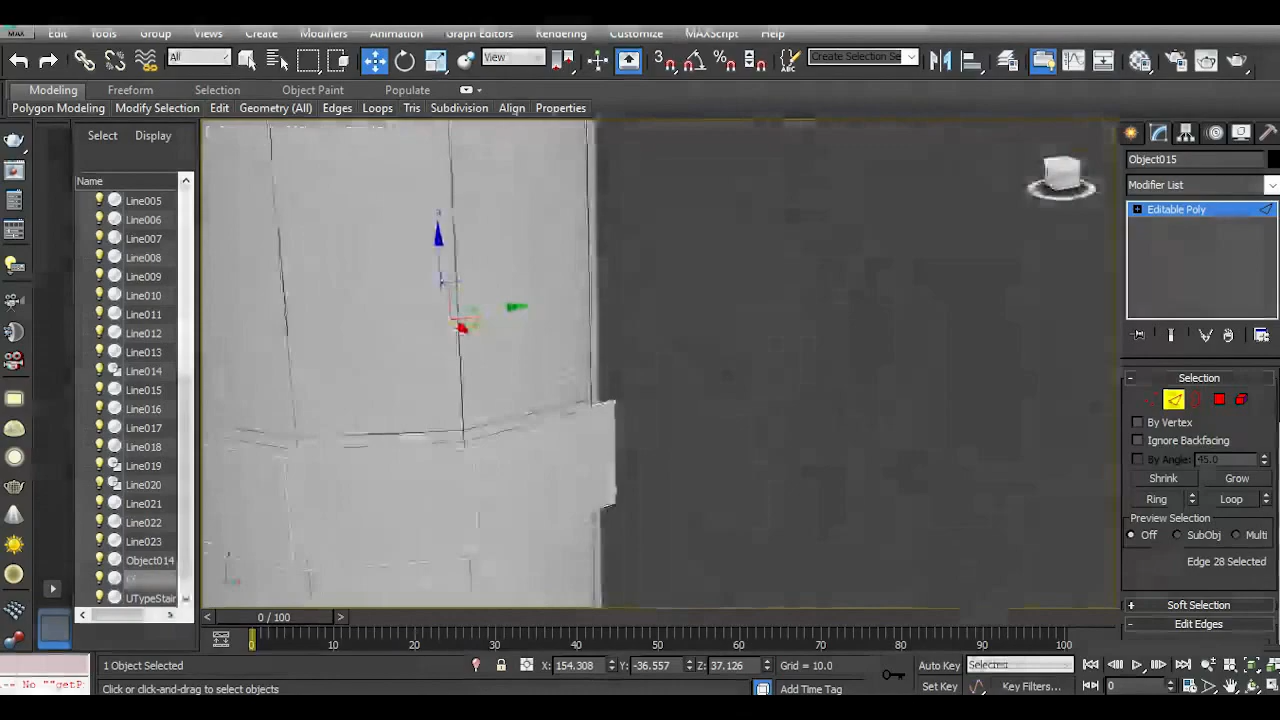 MAX
Edit Tools Group Views Create Modifiers Animation Graph Editors Rendering Customize MAXScript Help
All View Create Selection Se
Modeling Freeform Selection Object Paint Populate
Polygon Modeling Modify Selection Edit Geometry (All) Edges Loops Tris Subdivision Align Properties
Select Display
Name
Line005
Line006
Line007
Line008
Line009
Line010
Line011
Line012
Line013
Line014
Line015
Line016
Line017
Line018
Line019
Line020
Line021
Line022
Line023
Object014
UTypeStair
Object015
Modifier List
Editable Poly
Selection
By Vertex
Ignore Backfacing
By Angle: 45.0
Shrink Grow
Ring Loop
Preview Selection
Off SubObj Multi
Edge 28 Selected
Soft Selection
Edit Edges
< 0 / 100 >
0 10 20 30 40 50 60 70 80 90 100
1 Object Selected X: 154.308 Y: -36.557 Z: 37.126 Grid = 10.0 Auto Key Selected
-- No ""getP Click or click-and-drag to select objects Add Time Tag Set Key Key Filters... 0